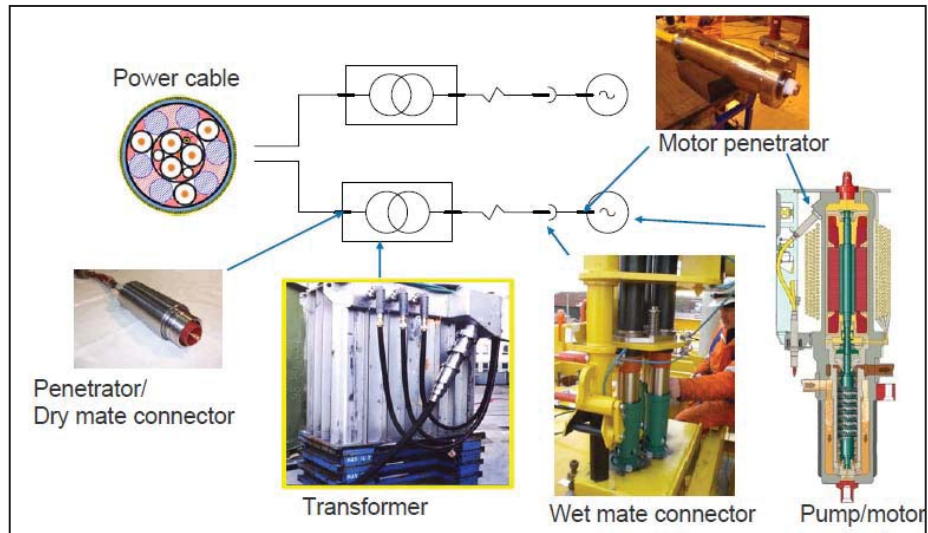 Power cable
Motor penetrator
Penetrator/
Dry mate connector
Transformer
Wet mate connector
Pump/motor